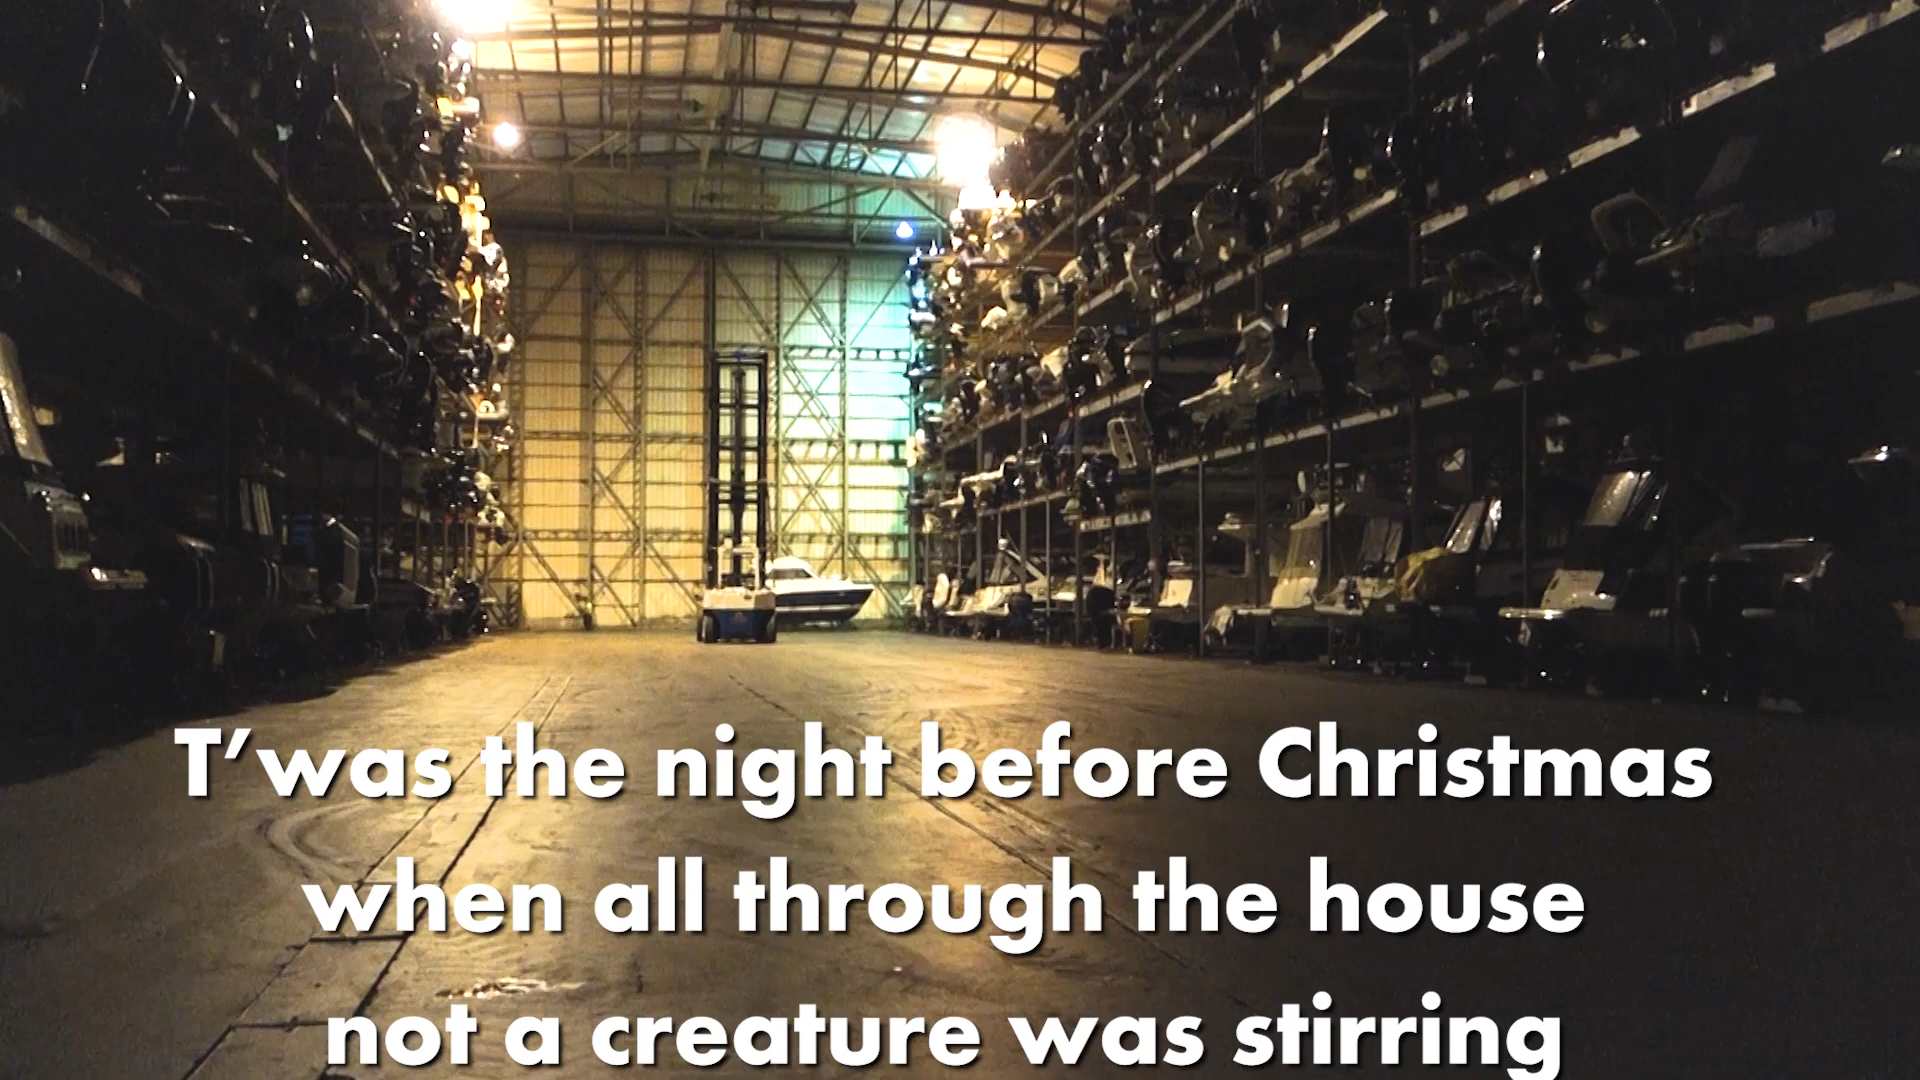 T’was the night before Christmas
when all through the house
not a creature was stirring